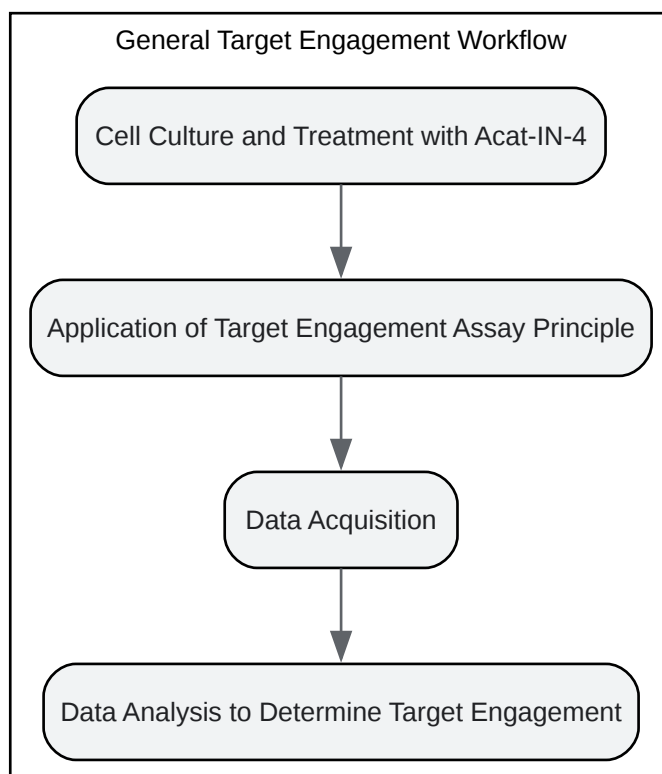 General Target Engagement Workflow
Cell Culture and Treatment with Acat-IN-4
Application of Target Engagement Assay Principle
Data Acquisition
Data Analysis to Determine Target Engagement